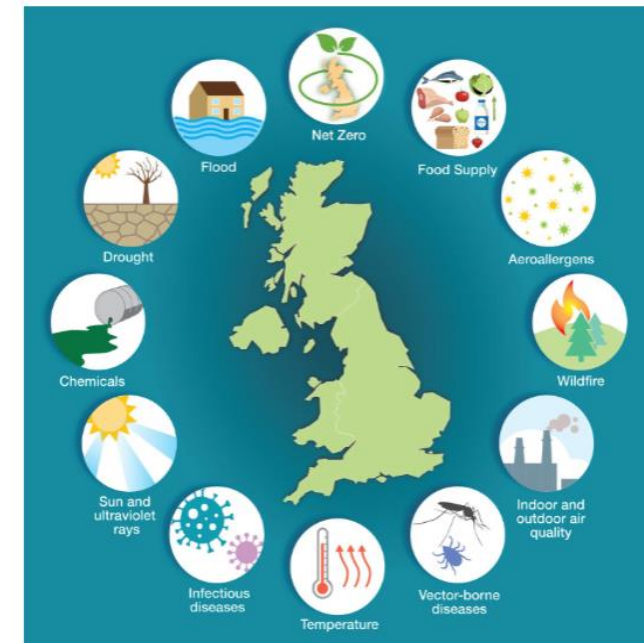 Net Zero
Food Supply
Aeroallergens
Wildfire
Indoor and
outdoor air
quality
Vector-borne
diseases
Temperature
Infectious
diseases
Sun and
ultraviolet
rays
Chemicals
Drought
Flood